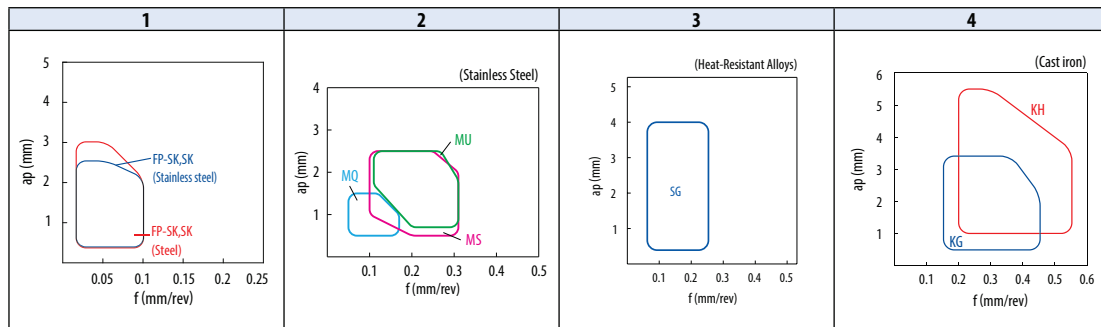 1
2
3
4
5
4
3
2
1
ap (mm)
FP-SK,SK
(Stainless steel)
FP-SK,SK
(Steel)
0.05 0.1 0.15 0.2 0.25
f (mm/rev)
(Stainless Steel)
4
3
2
1
ap (mm)
MU
MQ
MS
0.1 0.2 0.3 0.4 0.5
f (mm/rev)
(Heat-Resistant Alloys)
5
4
3
2
1
ap (mm)
SG
0.1 0.2 0.3 0.4 0.5
f (mm/rev)
(Cast iron)
6
5
4
3
2
1
ap (mm)
KH
KG
0.1 0.2 0.3 0.4 0.5 0.6
f (mm/rev)